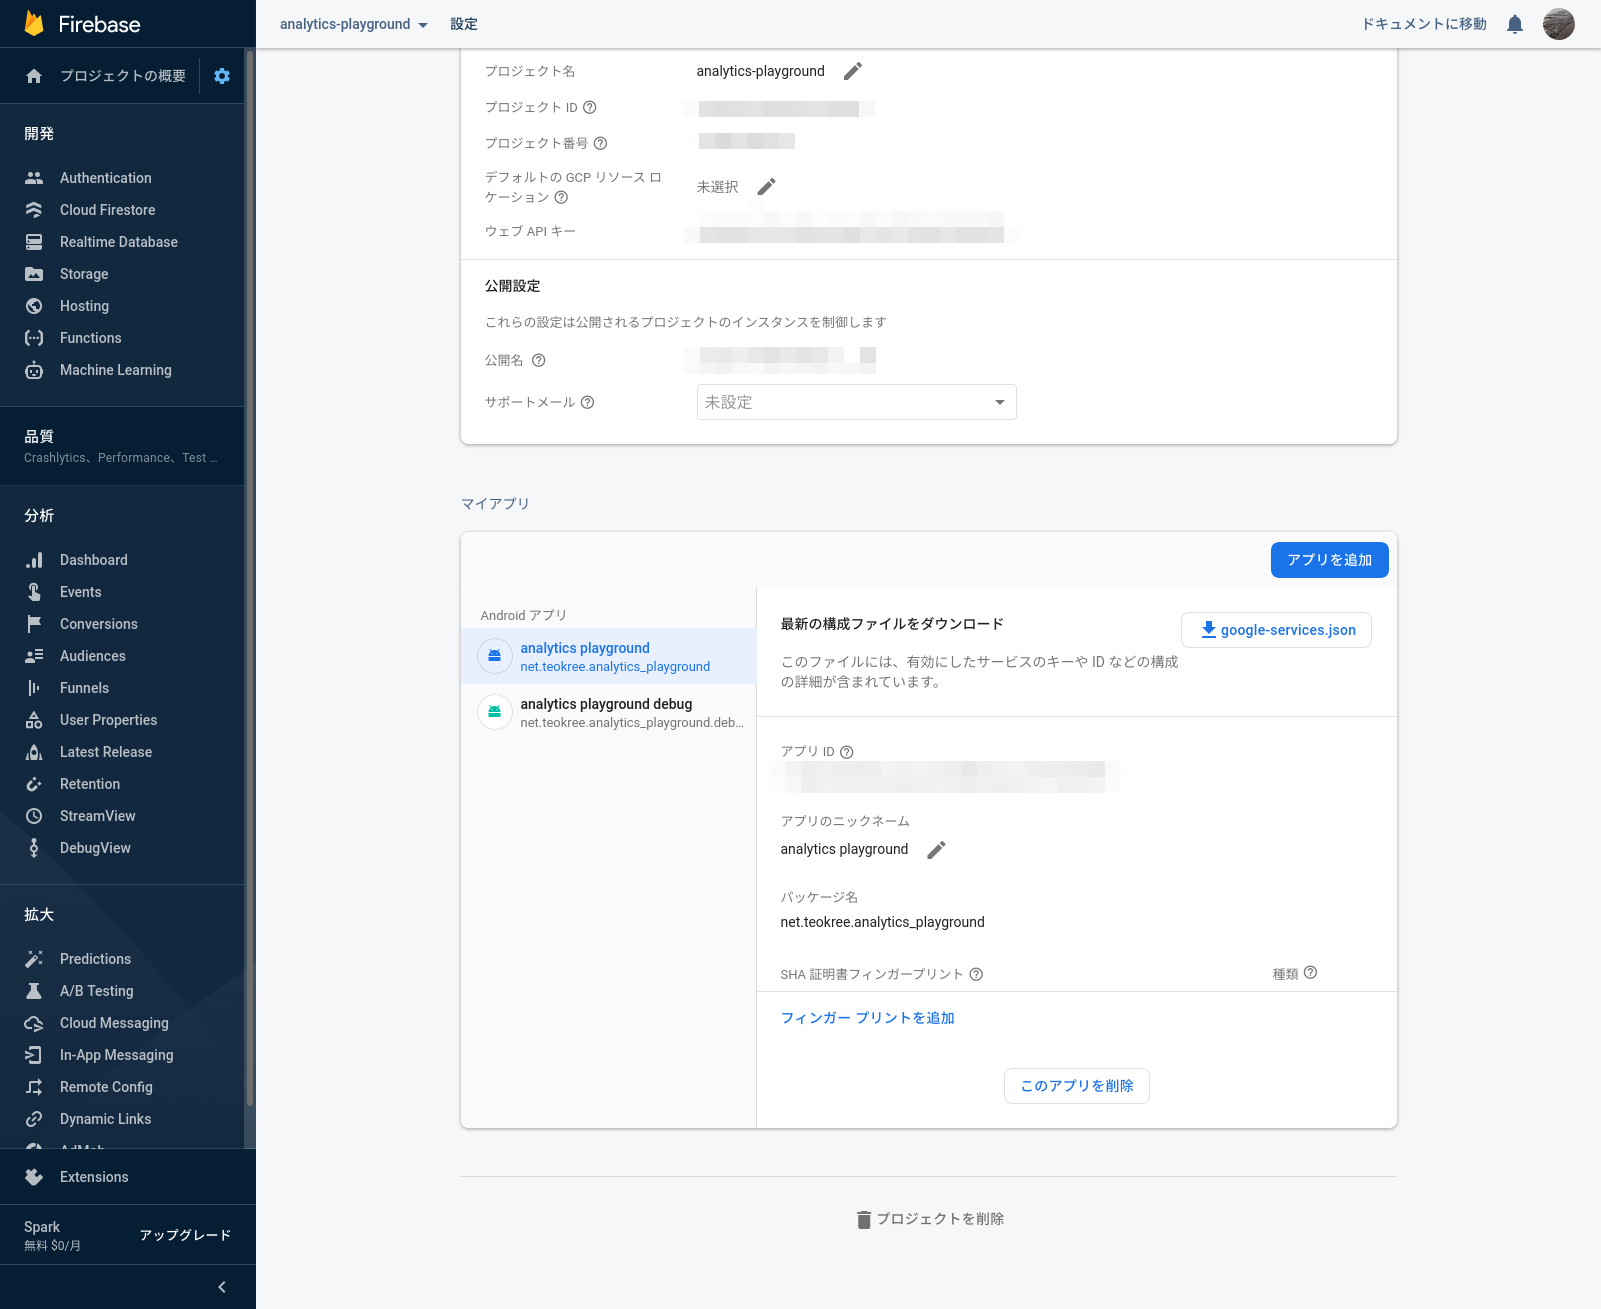 Firebase
プロジェクトの概要
開発
Authentication
Cloud Firestore
Realtime Database
Storage
Hosting
Functions
Machine Learning
品質
Crashlytics、Performance、Test ...
分析
Dashboard
Events
Conversions
Audiences
Funnels
User Properties
Latest Release
Retention
StreamView
DebugView
拡大
Predictions
A/B Testing
Cloud Messaging
In-App Messaging
Remote Config
Dynamic Links
AdMob
Extensions
Spark
無料 $0/月
アップグレード
analytics-playground
設定
ドキュメントに移動
プロジェクト名
analytics-playground
プロジェクト ID
プロジェクト番号
デフォルトの GCP リソース ロ
ケーション
未選択
ウェブ API キー
公開設定
これらの設定は公開されるプロジェクトのインスタンスを制御します
公開名
サポートメール
未設定
マイアプリ
アプリを追加
Android アプリ
analytics playground
net.teokree.analytics_playground
analytics playground debug
net.teokree.analytics_playground.deb...
最新の構成ファイルをダウンロード
google-services.json
このファイルには、有効にしたサービスのキーや ID などの構成
の詳細が含まれています。
アプリ ID
アプリのニックネーム
analytics playground
パッケージ名
net.teokree.analytics_playground
SHA 証明書フィンガープリント
種類
フィンガー プリントを追加
このアプリを削除
プロジェクトを削除